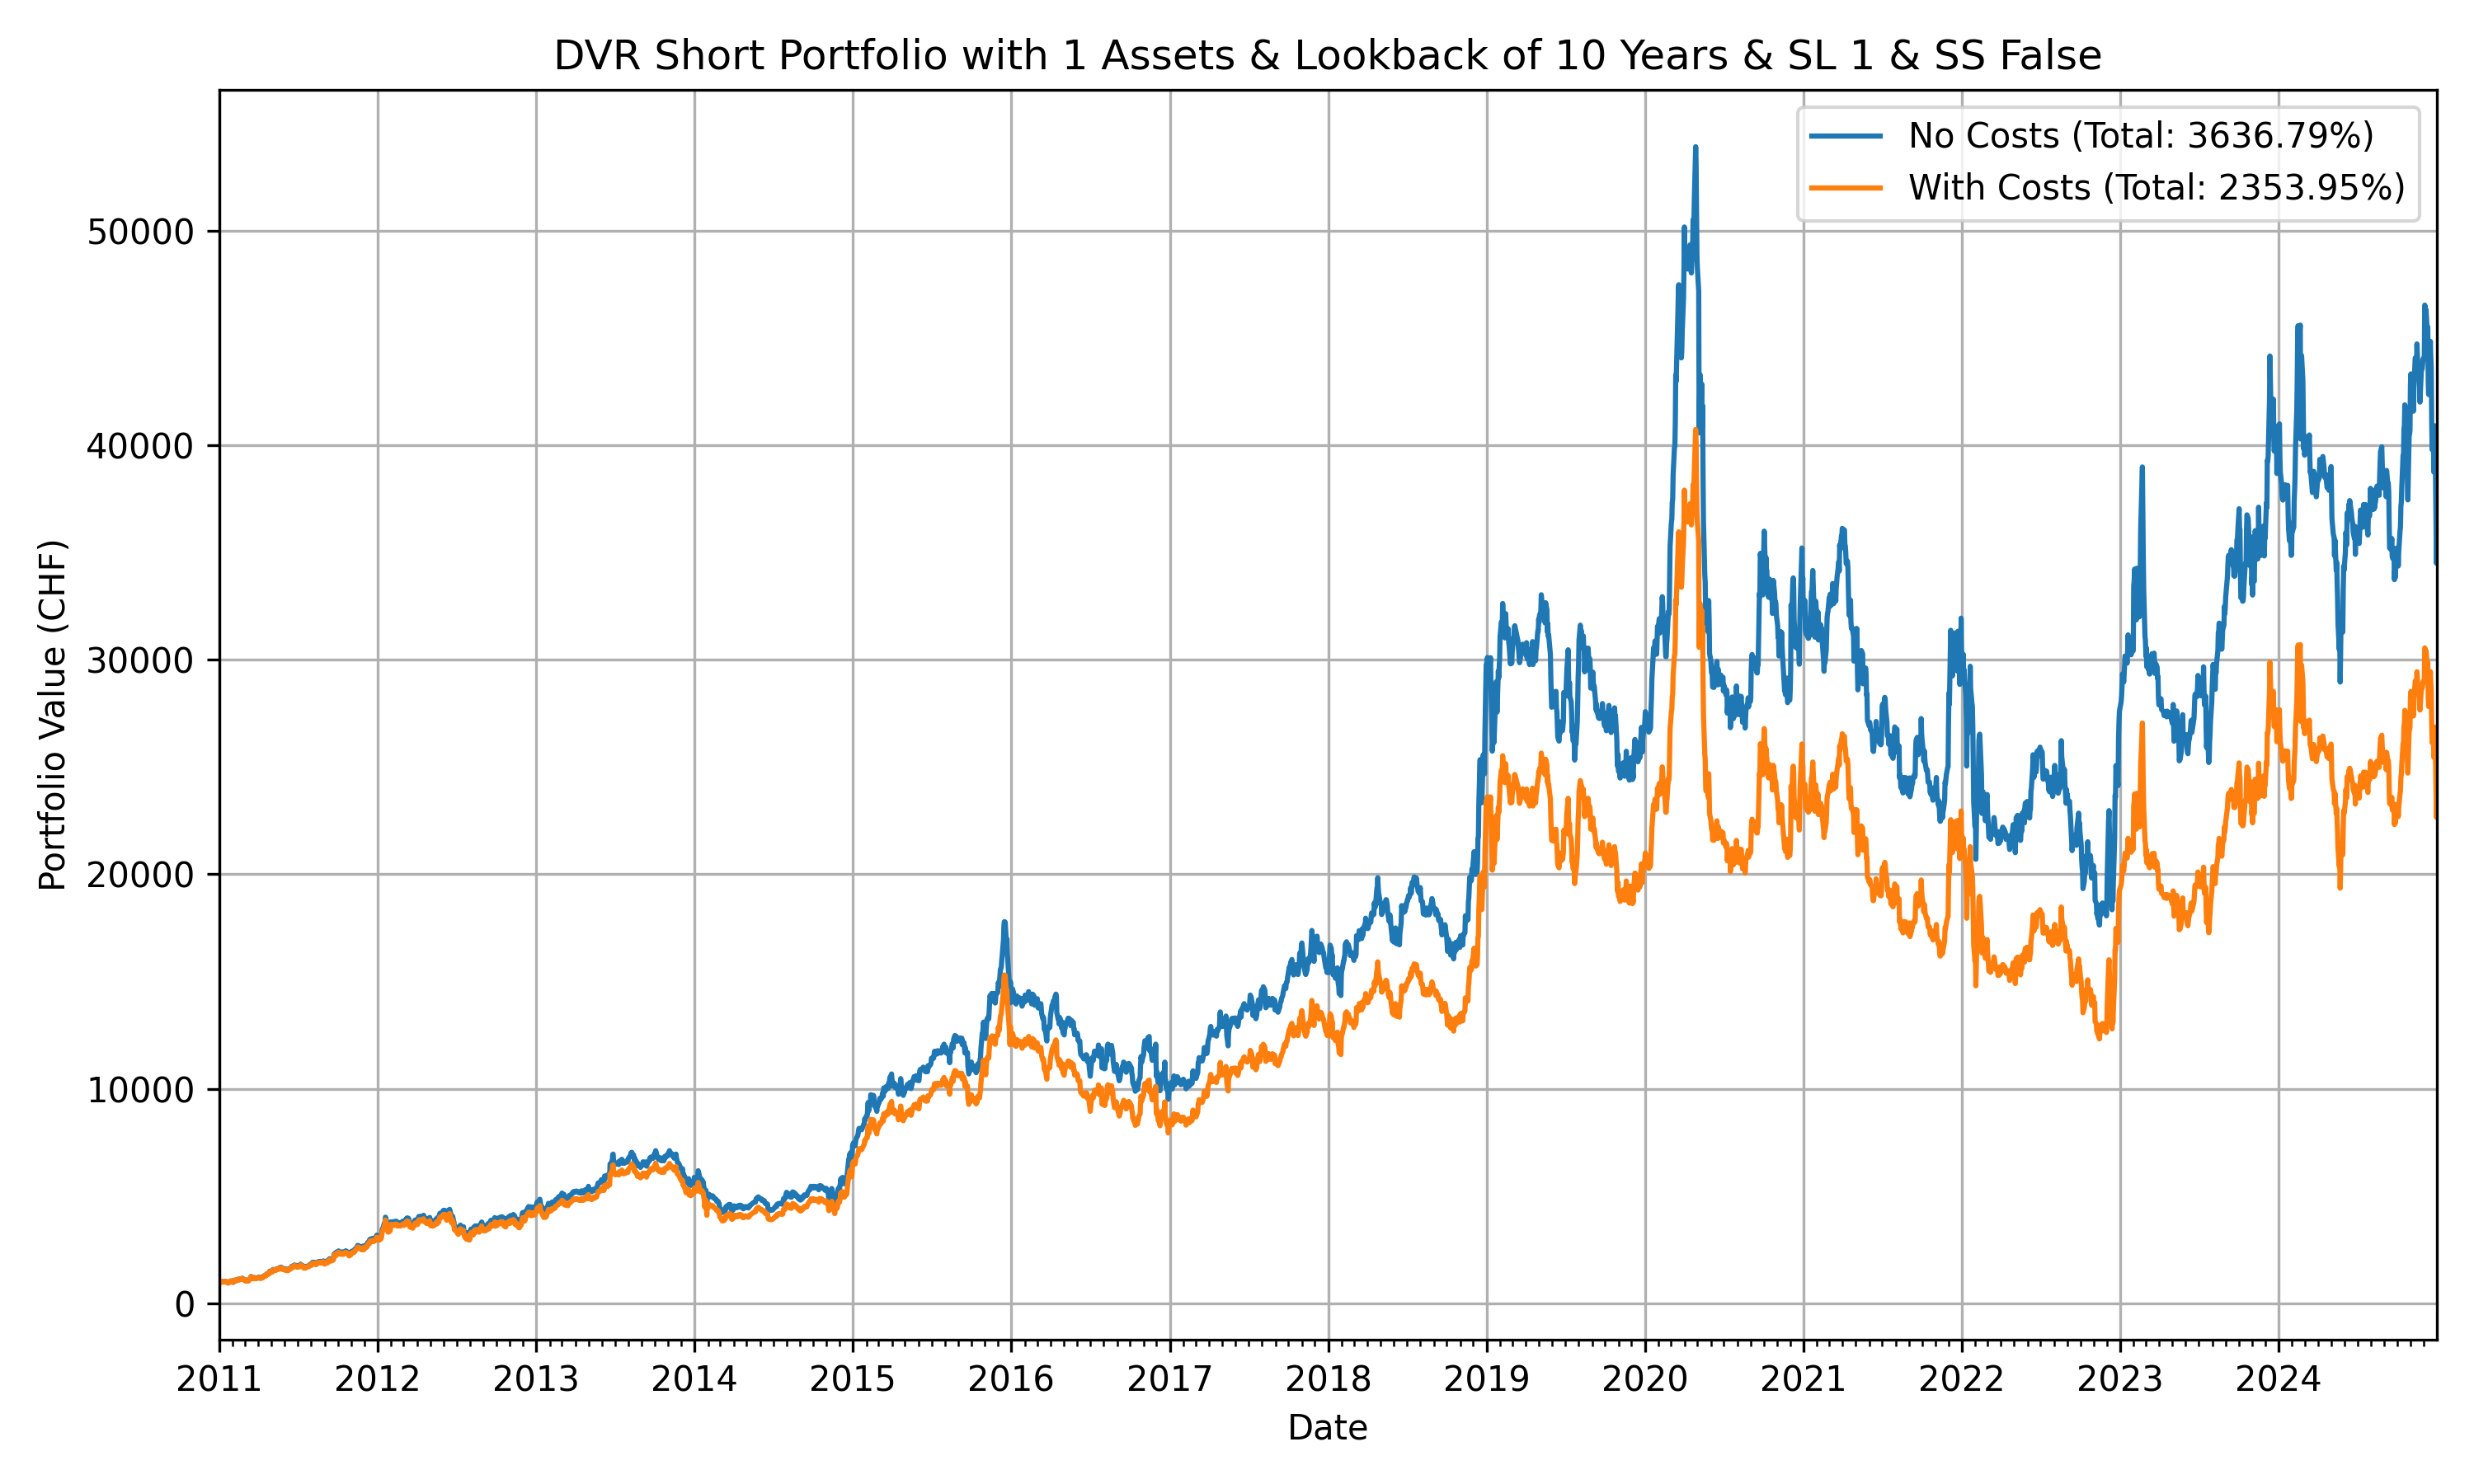 DVR Short Portfolio with 1 Assets & Lookback of 10 Years & SL 1 & SS False
No Costs (Total: 3636.79%)
With Costs (Total: 2353.95%)
Portfolio Value (CHF)
50000
40000
30000
20000
10000
0
2011 2012 2013 2014 2015 2016 2017 2018 2019 2020 2021 2022 2023 2024
Date